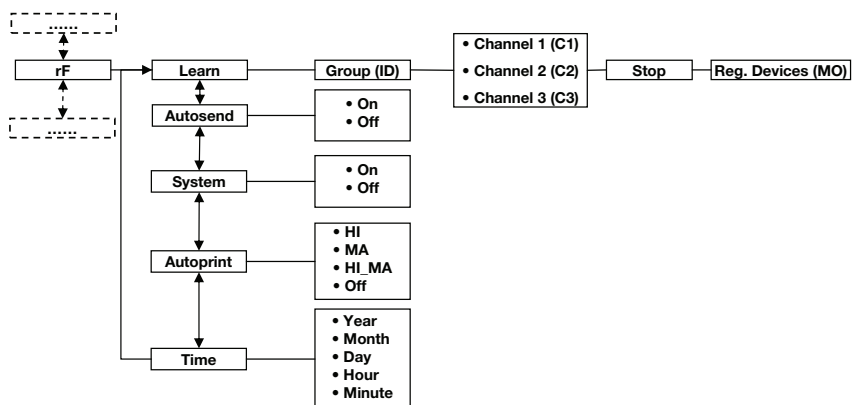 ......
rF
......
Learn
Group (ID)
• Channel 1 (C1)
• Channel 2 (C2)
• Channel 3 (C3)
Stop
Reg. Devices (MO)
Autosend
• On
• Off
System
• On
• Off
Autoprint
• HI
• MA
• HI_MA
• Off
Time
• Year
• Month
• Day
• Hour
• Minute